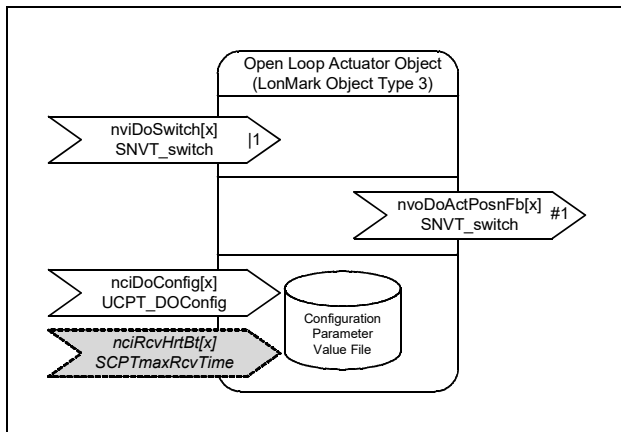 Open Loop Actuator Object
(LonMark Object Type 3)
nviDoSwitch[x]
SNVT_switch
|1
nvoDoActPosnFb[x]
SNVT_switch
#1
nciDoConfig[x]
UCPT_DOConfig
nciRcvHrtBt[x]
SCPTmaxRcvTime
Configuration
Parameter
Value File